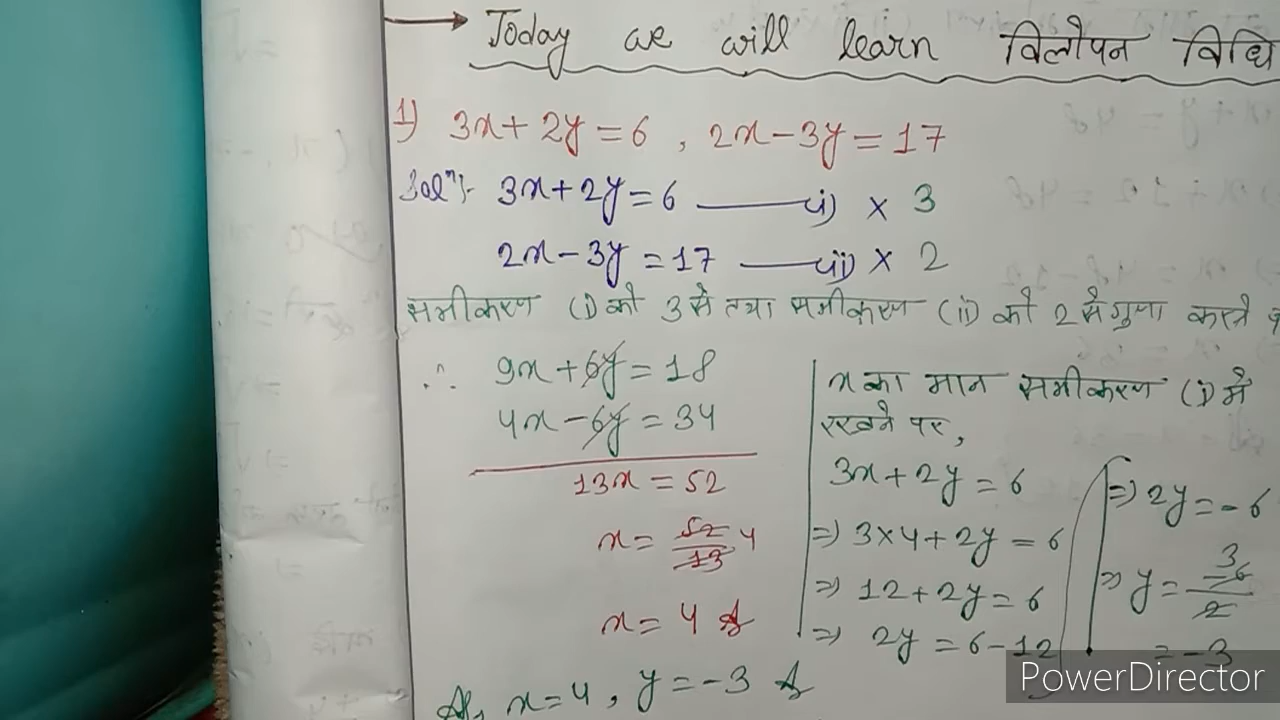 → Today we will learn विलोपन विधि
1) 3x + 2y = 6 , 2x - 3y = 17
Solⁿ:- 3x + 2y = 6 —— (i) × 3
2x - 3y = 17 —— (ii) × 2
समीकरण (i) को 3 से तथा समीकरण (ii) को 2 से गुणा करने
∴ 9x + 6y = 18
4x - 6y = 34
13x = 52
x = 52/13 4
x = 4
x का मान समीकरण (i) में
रखने पर,
3x + 2y = 6
=> 3×4 + 2y = 6
=> 12 + 2y = 6
=> 2y = 6 - 12
=> 2y = -6
=> y = -6/2 3
= -3
x = 4 , y = -3
PowerDirector